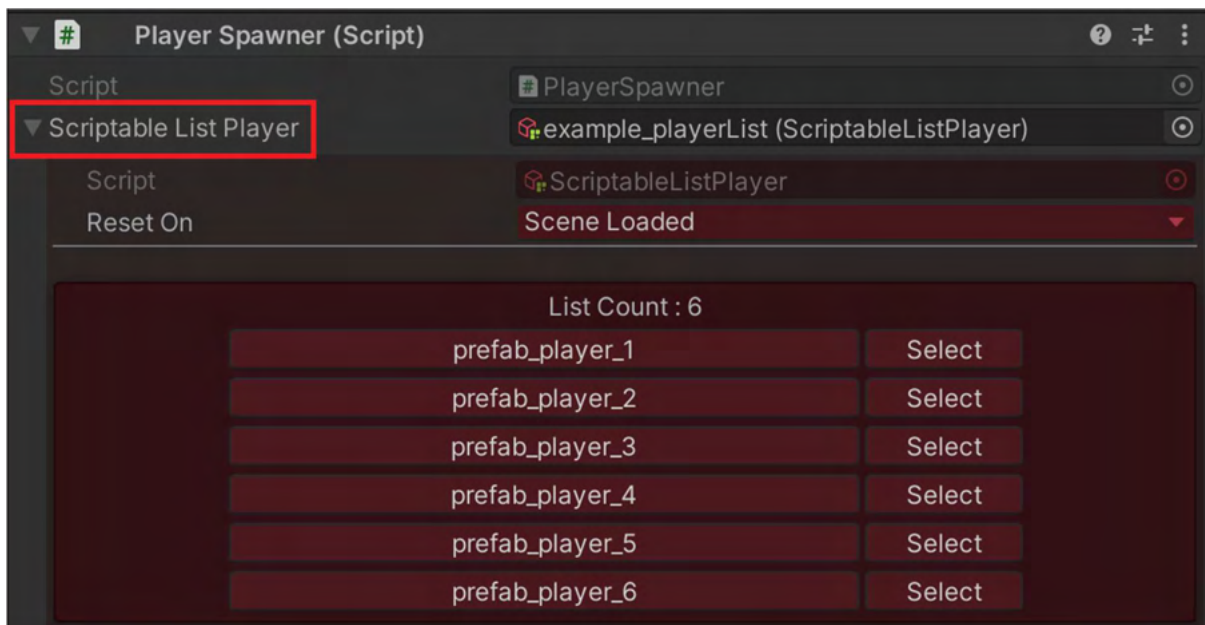 Player Spawner (Script)
Script PlayerSpawner
Scriptable List Player example_playerList (ScriptableListPlayer)
Script ScriptableListPlayer
Reset On Scene Loaded
List Count : 6
prefab_player_1 Select
prefab_player_2 Select
prefab_player_3 Select
prefab_player_4 Select
prefab_player_5 Select
prefab_player_6 Select